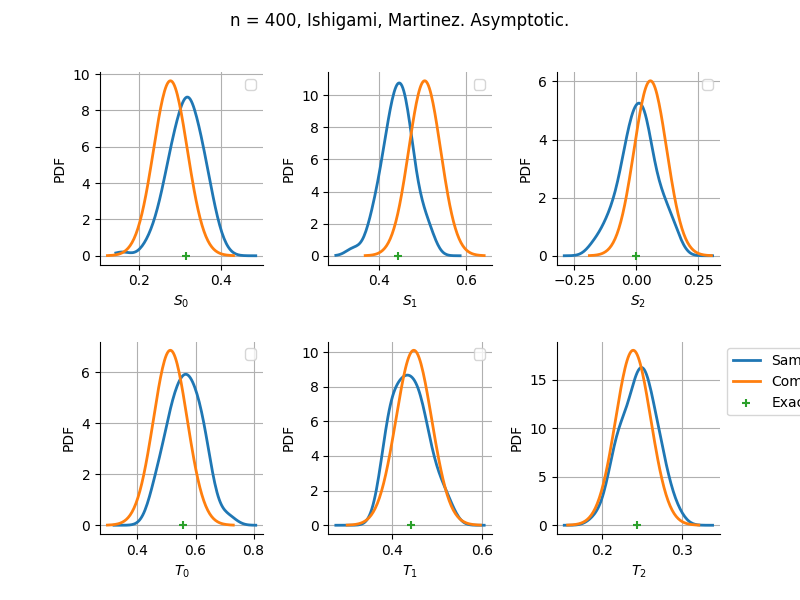 n = 400, Ishigami, Martinez. Asymptotic.
PDF
10
8
6
4
2
0
0.2
0.4
S₀
PDF
10
8
6
4
2
0
0.4
0.6
S₁
PDF
6
4
2
0
−0.25
0.00
0.25
S₂
PDF
6
4
2
0
0.4
0.6
0.8
T₀
PDF
10
8
6
4
2
0
0.4
0.6
T₁
PDF
15
10
5
0
0.2
0.3
T₂
Sam
Com
Exac